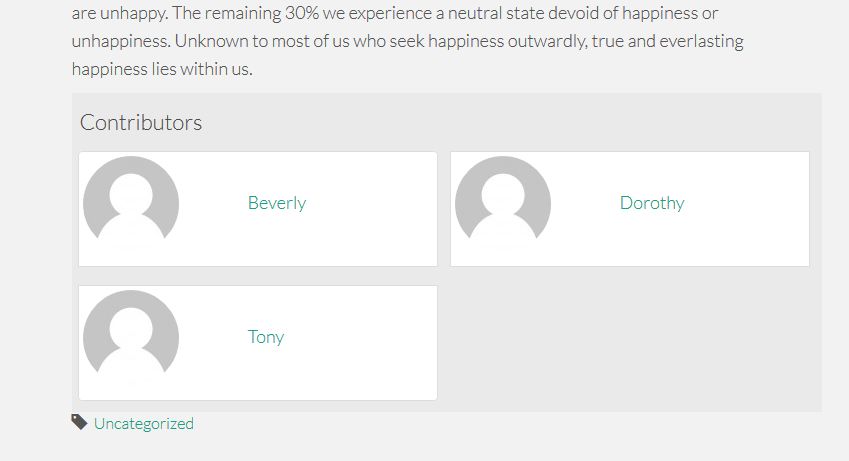 are unhappy. The remaining 30% we experience a neutral state devoid of happiness or
unhappiness. Unknown to most of us who seek happiness outwardly, true and everlasting
happiness lies within us.
Contributors
Beverly
Dorothy
Tony
Uncategorized